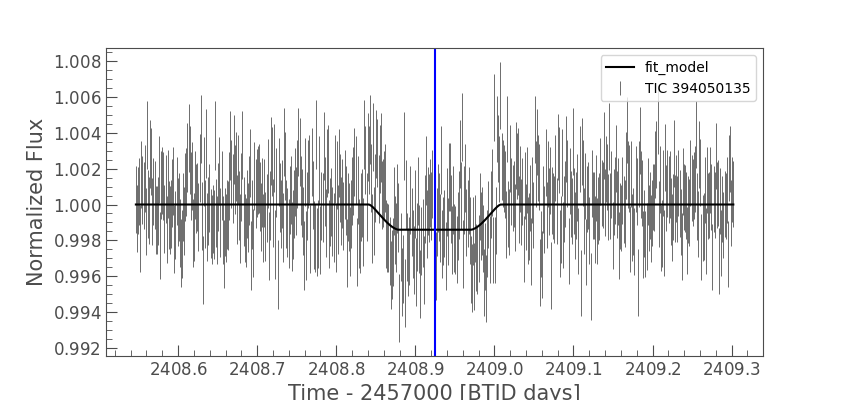 1.008
1.006
1.004
1.002
1.000
0.998
0.996
0.994
0.992
Normalized Flux
fit_model
TIC 394050135
2408.6 2408.7 2408.8 2408.9 2409.0 2409.1 2409.2 2409.3
Time - 2457000 [BTJD days]